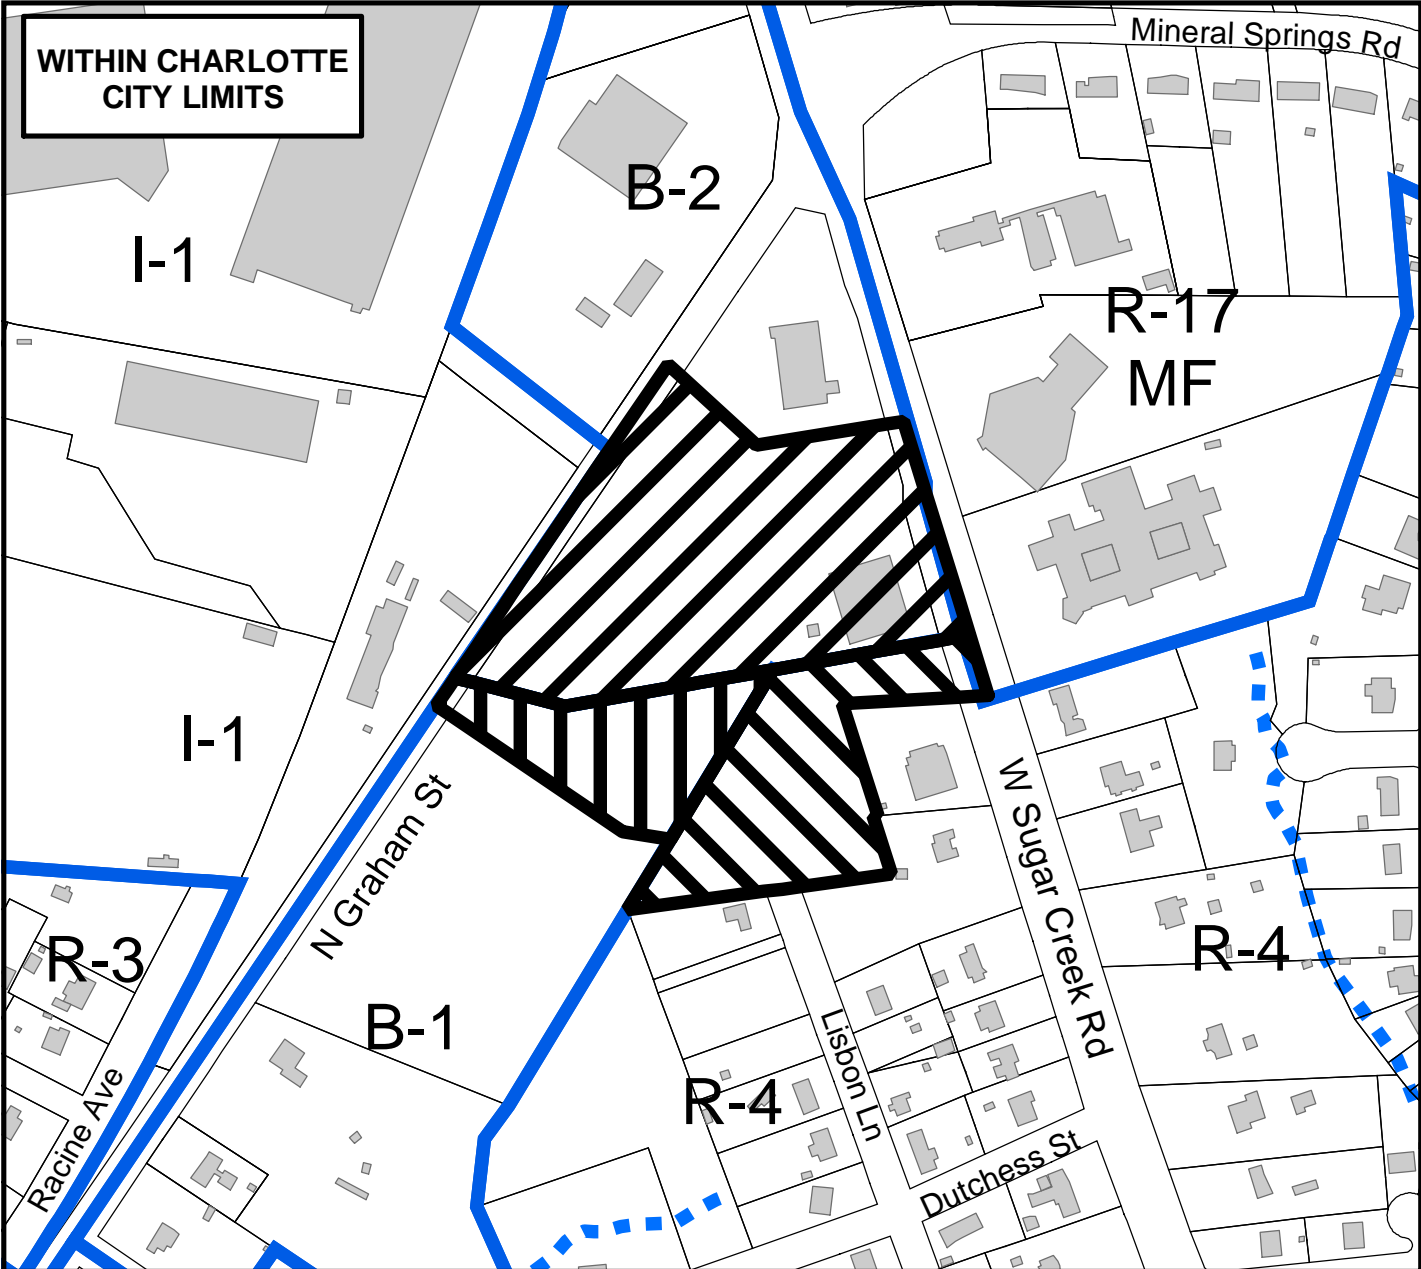 WITHIN CHARLOTTE
CITY LIMITS
Mineral Springs Rd
B-2
I-1
R-17
MF
I-1
N Graham St
W Sugar Creek Rd
R-3
R-4
B-1
Lisbon Ln
R-4
Racine Ave
Dutchess St